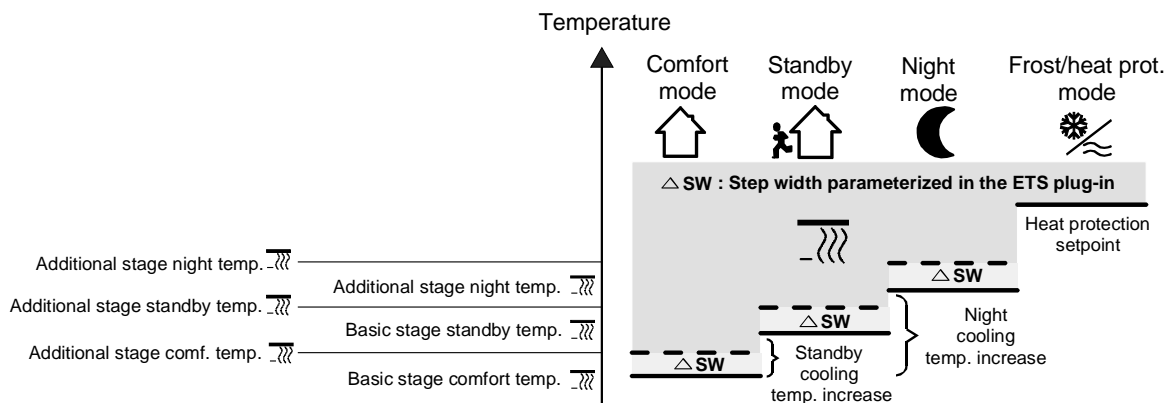 Temperature
Comfort
mode
Standby
mode
Night
mode
Frost/heat prot.
mode
△ SW : Step width parameterized in the ETS plug-in
Heat protection
setpoint
Additional stage night temp.
△ SW
Additional stage night temp.
Additional stage standby temp.
△ SW
Basic stage standby temp.
Night
cooling
temp. increase
Additional stage comf. temp.
△ SW
Standby
cooling
temp. increase
Basic stage comfort temp.